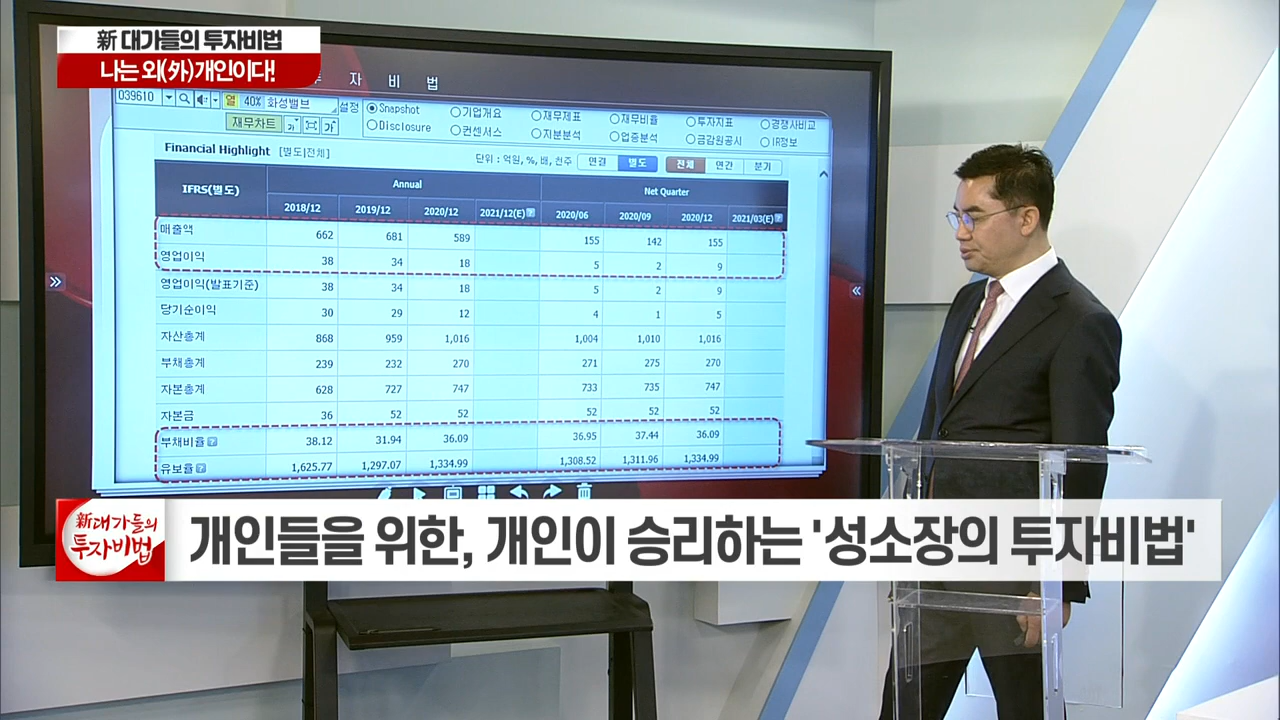 新 대가들의 투자비법
나는 외(外)개인이다!
투 자 비 법
039610 열 40% 화성밸브 설정
재무차트 가 가
Snapshot 기업개요 재무제표 재무비율 투자지표 경쟁사비교
Disclosure 컨센서스 지분분석 업종분석 금감원공시 IR정보
Financial Highlight [별도|전체] 단위 : 억원, %, 배, 천주 연결 별도 전체 연간 분기
IFRS(별도) Annual Net Quarter
2018/12 2019/12 2020/12 2021/12(E) 2020/06 2020/09 2020/12 2021/03(E)
매출액 662 681 589 155 142 155
영업이익 38 34 18 5 2 9
영업이익(발표기준) 38 34 18 5 2 9
당기순이익 30 29 12 4 1 5
자산총계 868 959 1,016 1,004 1,010 1,016
부채총계 239 232 270 271 275 270
자본총계 628 727 747 733 735 747
자본금 36 52 52 52 52 52
부채비율 38.12 31.94 36.09 36.95 37.44 36.09
유보율 1,625.77 1,297.07 1,334.99 1,308.52 1,311.96 1,334.99
新대가들의
투자비법
개인들을 위한, 개인이 승리하는 '성소장의 투자비법'